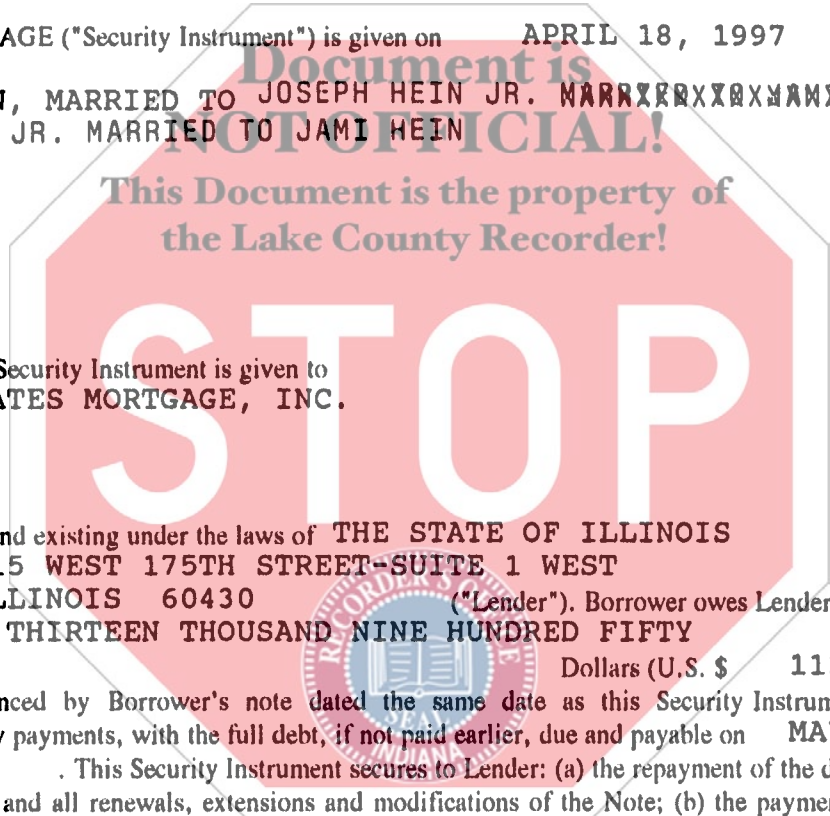 AGE ("Security Instrument") is given on APRIL 18, 1997
Document is
, MARRIED TO JOSEPH HEIN JR.
JR. MARRIED TO JAMI HEIN
NOT OFFICIAL!
This Document is the property of
the Lake County Recorder!
STOP
Security Instrument is given to
ATES MORTGAGE, INC.
nd existing under the laws of THE STATE OF ILLINOIS
5 WEST 175TH STREET-SUITE 1 WEST
LLINOIS 60430 ("Lender"). Borrower owes Lender
THIRTEEN THOUSAND NINE HUNDRED FIFTY
Dollars (U.S. $ 11
RECORDER'S OFFICE
SEAL
INDIANA
nced by Borrower's note dated the same date as this Security Instrum
payments, with the full debt, if not paid earlier, due and payable on MA
. This Security Instrument secures to Lender: (a) the repayment of the d
and all renewals, extensions and modifications of the Note; (b) the paymen